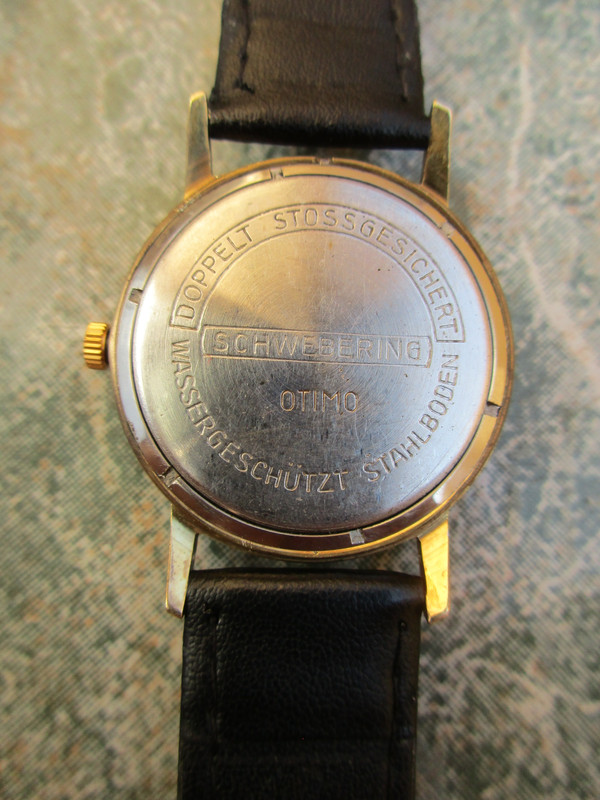 DOPPELT STOSSGESICHERT
SCHWEBERING
OTIMO
WASSERGESCHÜTZT STAHLBODEN